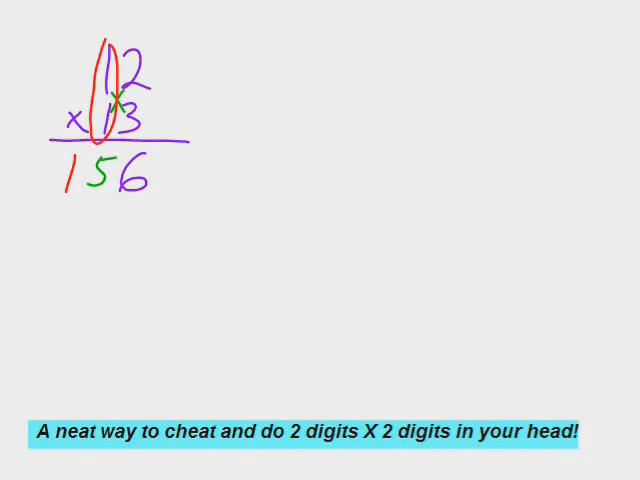 12
x 13
156
A neat way to cheat and do 2 digits X 2 digits in your head!